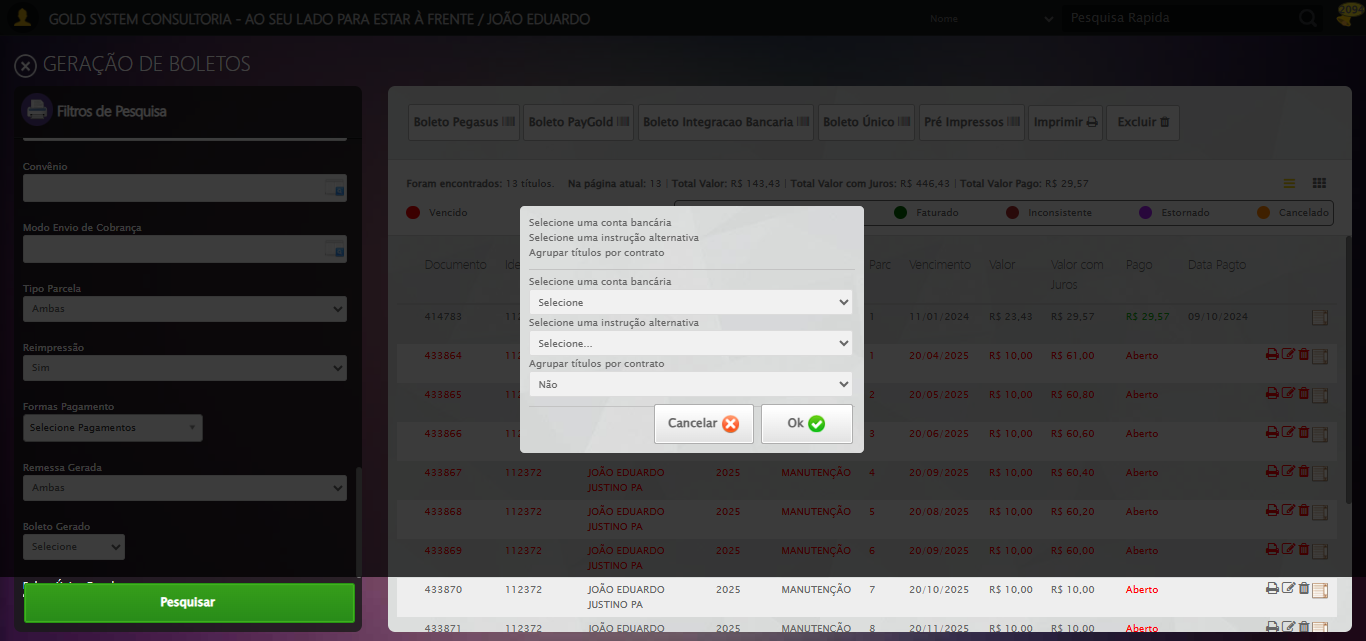 GOLD SYSTEM CONSULTORIA - AO SEU LADO PARA ESTAR À FRENTE / JOÃO EDUARDO
Nome
Pesquisa Rapida
GERAÇÃO DE BOLETOS
Filtros de Pesquisa
Convênio
Modo Envio de Cobrança
Tipo Parcela
Ambas
Reimpressão
Sim
Formas Pagamento
Selecione Pagamentos
Remessa Gerada
Ambas
Boleto Gerado
Selecione
Pesquisar
Boleto Pegasus
Boleto PayGold
Boleto Integracao Bancaria
Boleto Único
Pré Impressos
Imprimir
Excluir
Foram encontrados: 13 títulos. Na página atual: 13 | Total Valor: R$ 143,43 | Total Valor com Juros: R$ 446,43 | Total Valor Pago: R$ 29,57
Vencido Faturado Inconsistente Estornado Cancelado
Selecione uma conta bancária
Selecione uma instrução alternativa
Agrupar títulos por contrato
Selecione uma conta bancária
Selecione
Selecione uma instrução alternativa
Selecione...
Agrupar títulos por contrato
Não
Cancelar Ok
Documento Parc Vencimento Valor Valor com Juros Pago Data Pagto
414783 1 11/01/2024 R$ 23,43 R$ 29,57 R$ 29,57 09/10/2024
433864 1 20/04/2025 R$ 10,00 R$ 61,00 Aberto
433865 2 20/05/2025 R$ 10,00 R$ 60,80 Aberto
433866 3 20/06/2025 R$ 10,00 R$ 60,60 Aberto
433867 112372 JOÃO EDUARDO JUSTINO PA 2025 MANUTENÇÃO 4 20/09/2025 R$ 10,00 R$ 60,40 Aberto
433868 112372 JOÃO EDUARDO JUSTINO PA 2025 MANUTENÇÃO 5 20/08/2025 R$ 10,00 R$ 60,20 Aberto
433869 112372 JOÃO EDUARDO JUSTINO PA 2025 MANUTENÇÃO 6 20/09/2025 R$ 10,00 R$ 60,00 Aberto
433870 112372 JOÃO EDUARDO JUSTINO PA 2025 MANUTENÇÃO 7 20/10/2025 R$ 10,00 R$ 10,00 Aberto
433871 112372 JOÃO EDUARDO 2025 MANUTENÇÃO 8 20/11/2025 R$ 10,00 R$ 10,00 Aberto